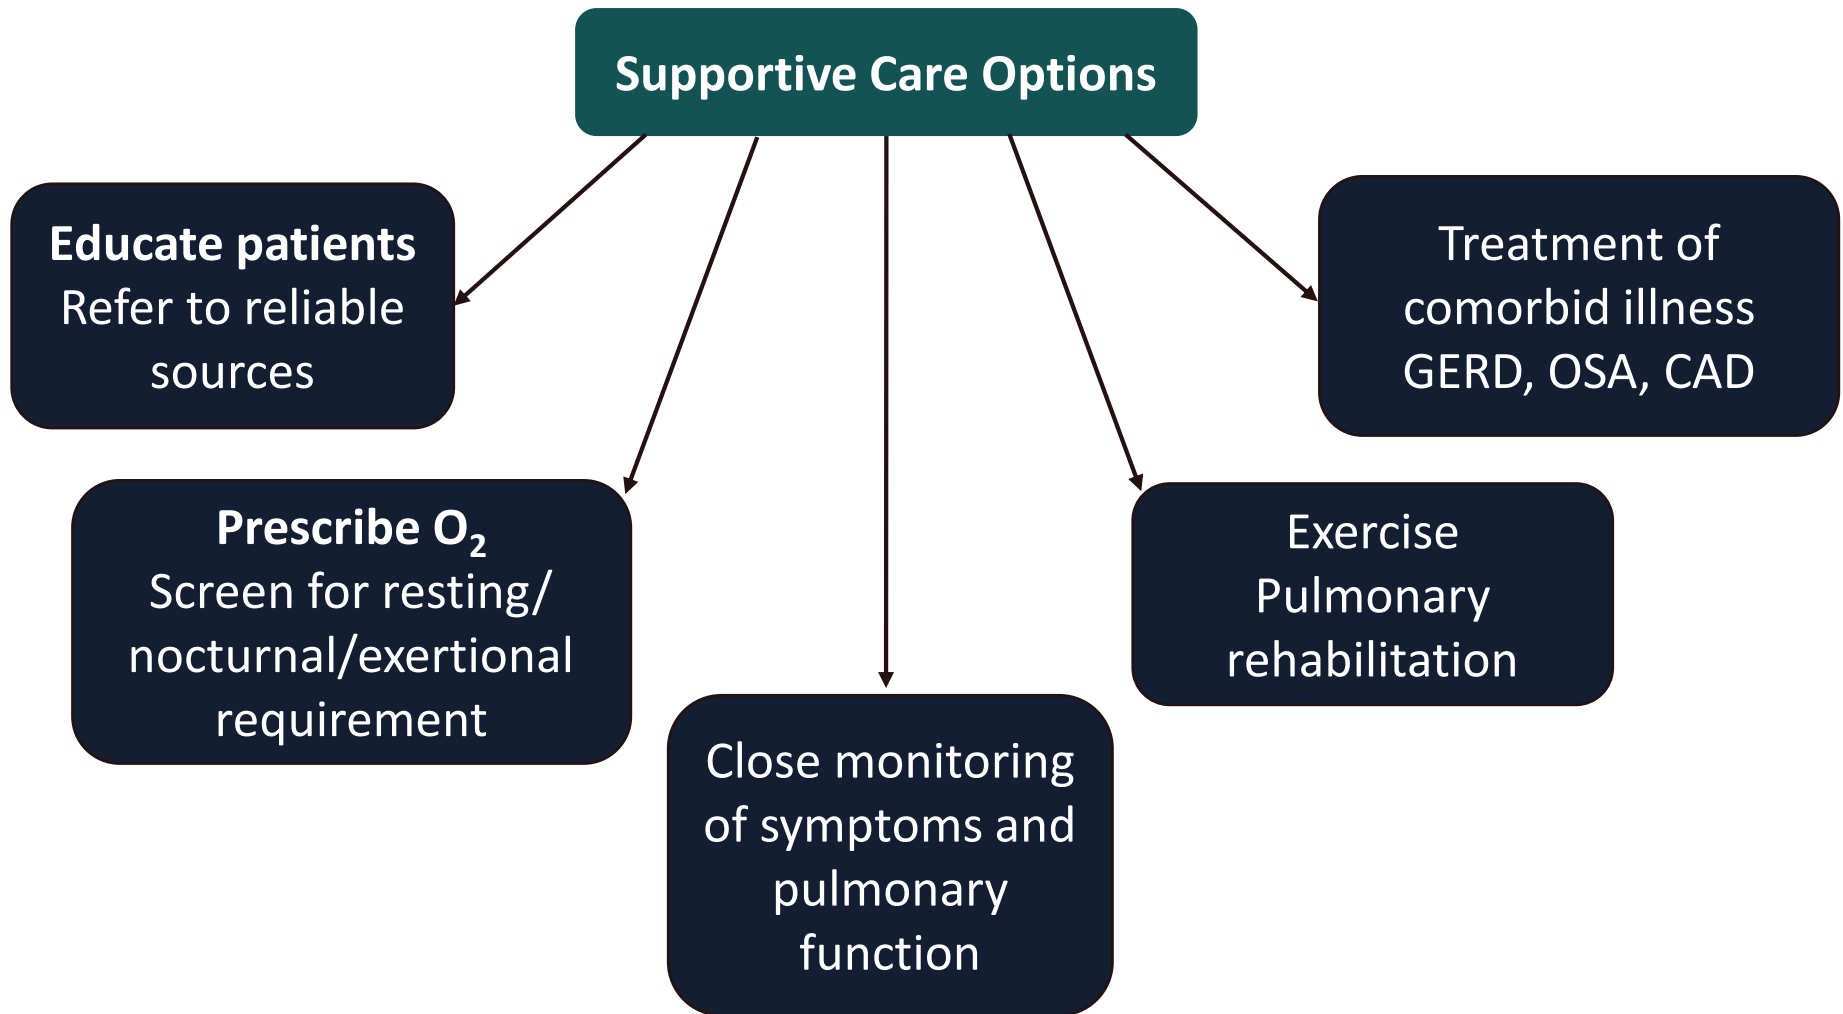 Supportive Care Options
Educate patients
Refer to reliable
sources
Prescribe O₂
Screen for resting/
nocturnal/exertional
requirement
Close monitoring
of symptoms and
pulmonary
function
Exercise
Pulmonary
rehabilitation
Treatment of
comorbid illness
GERD, OSA, CAD